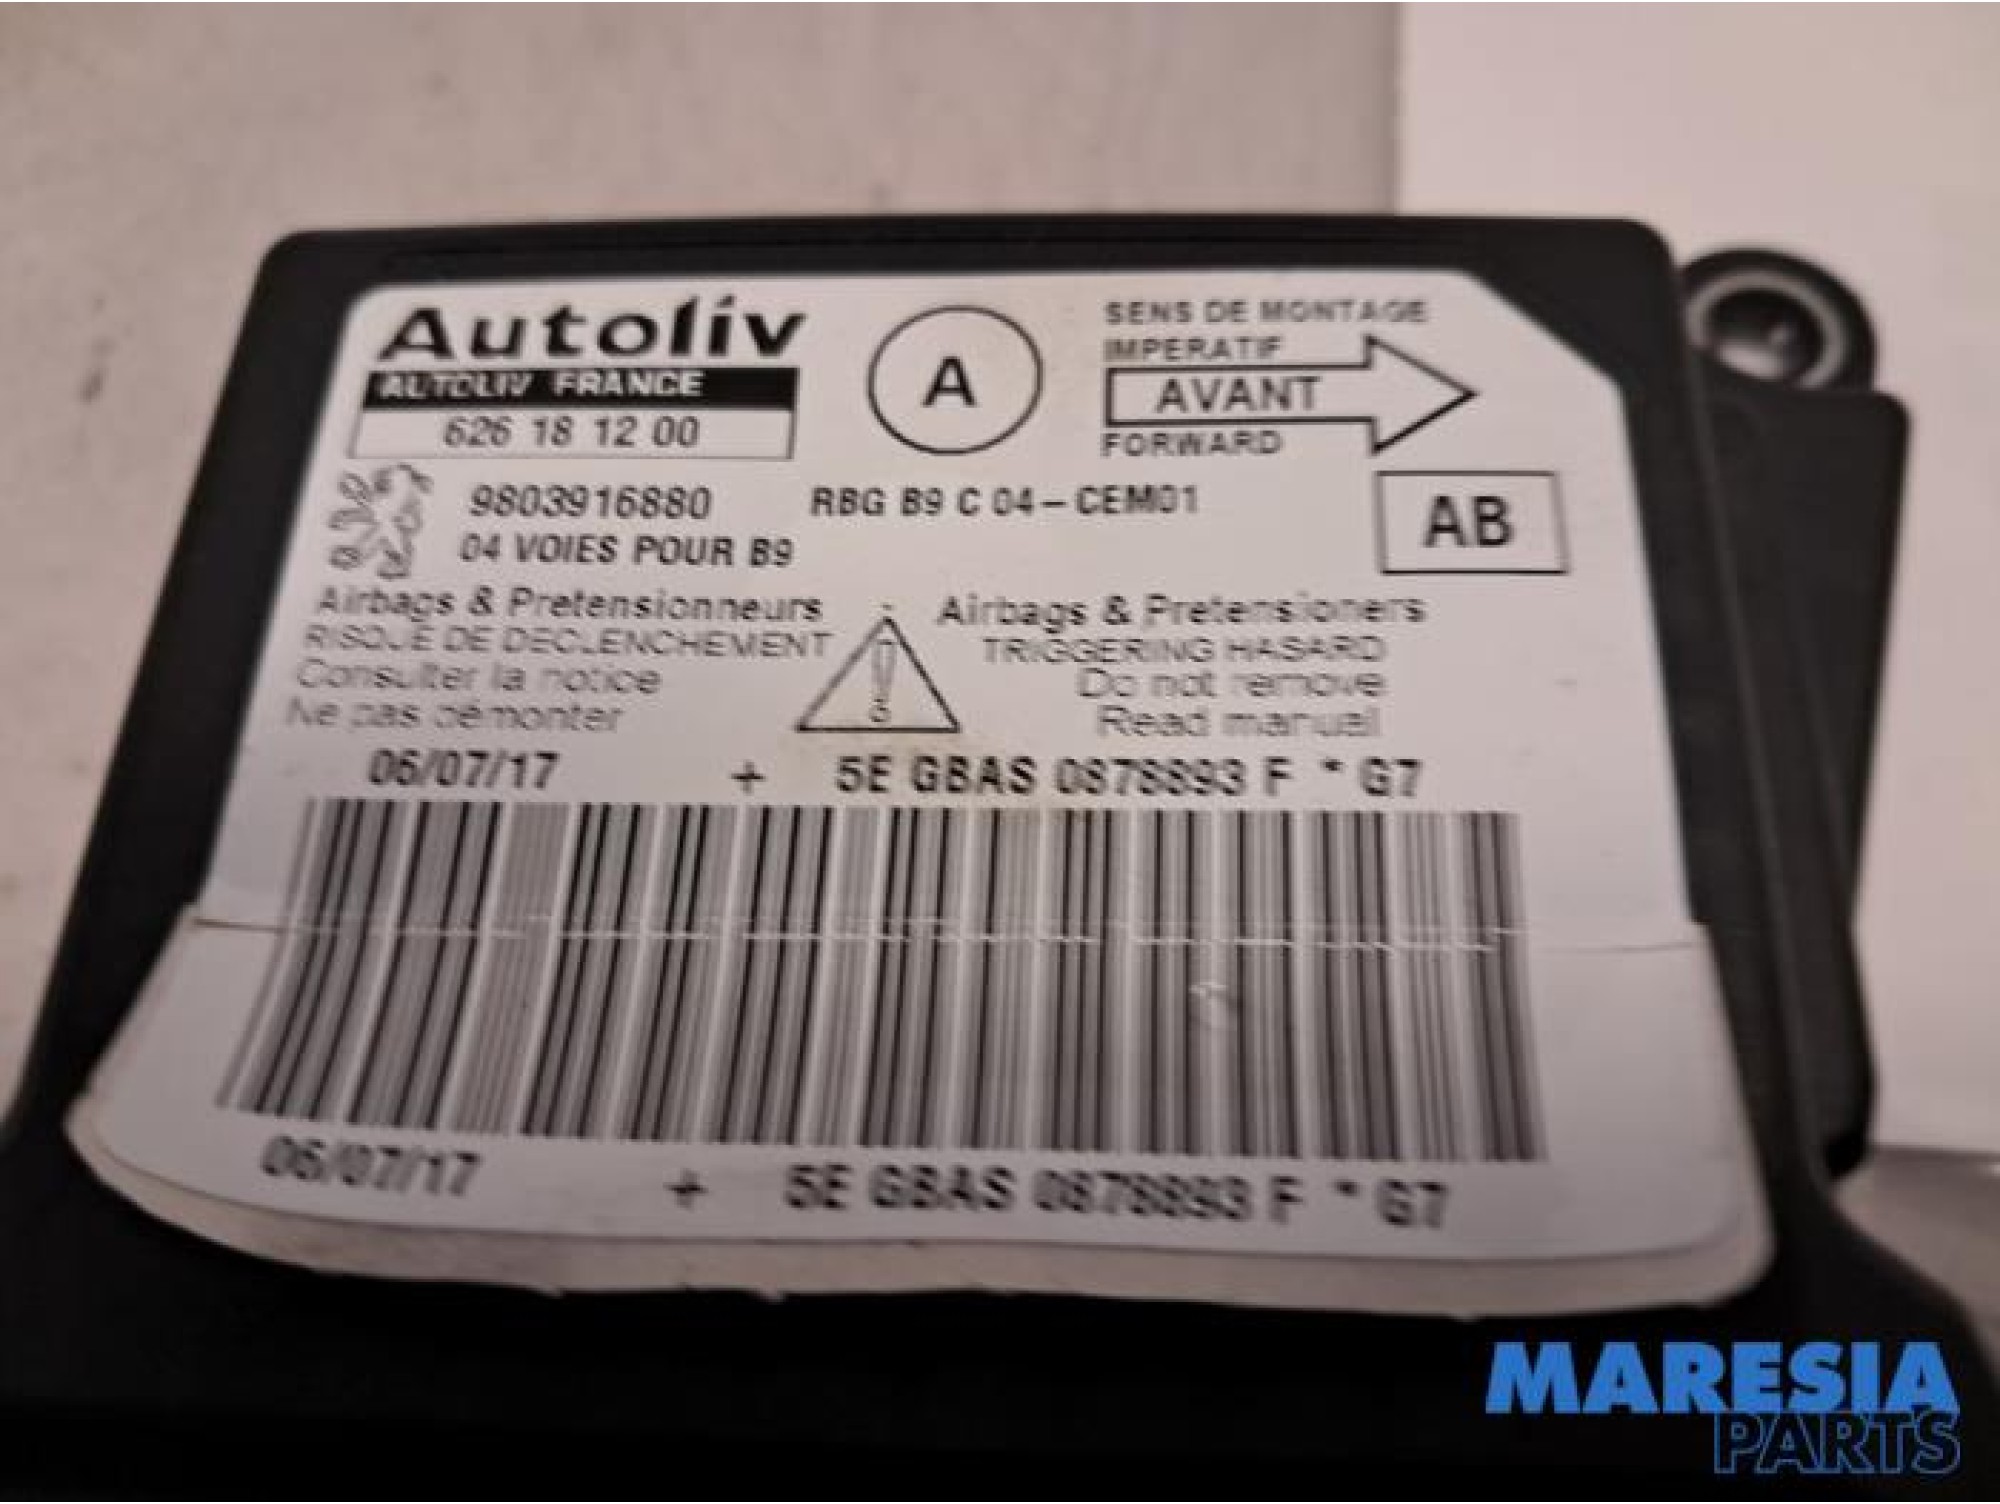 Autoliv
AUTOLIV FRANCE
626 18 12 00
A
SENS DE MONTAGE
IMPERATIF
AVANT
FORWARD
9803916880 RBG B9 C 04-CEM01
04 VOIES POUR B9
AB
Airbags & Pretensionneurs
RISQUE DE DECLENCHEMENT
Consulter la notice
Ne pas démonter
Airbags & Pretensioners
TRIGGERING HASARD
Do not remove
Read manual
06/07/17 + 5E GBAS 0878893 F * G7
06/07/17 + 5E GBAS 0878893 F * G7
MARESIA
PARTS